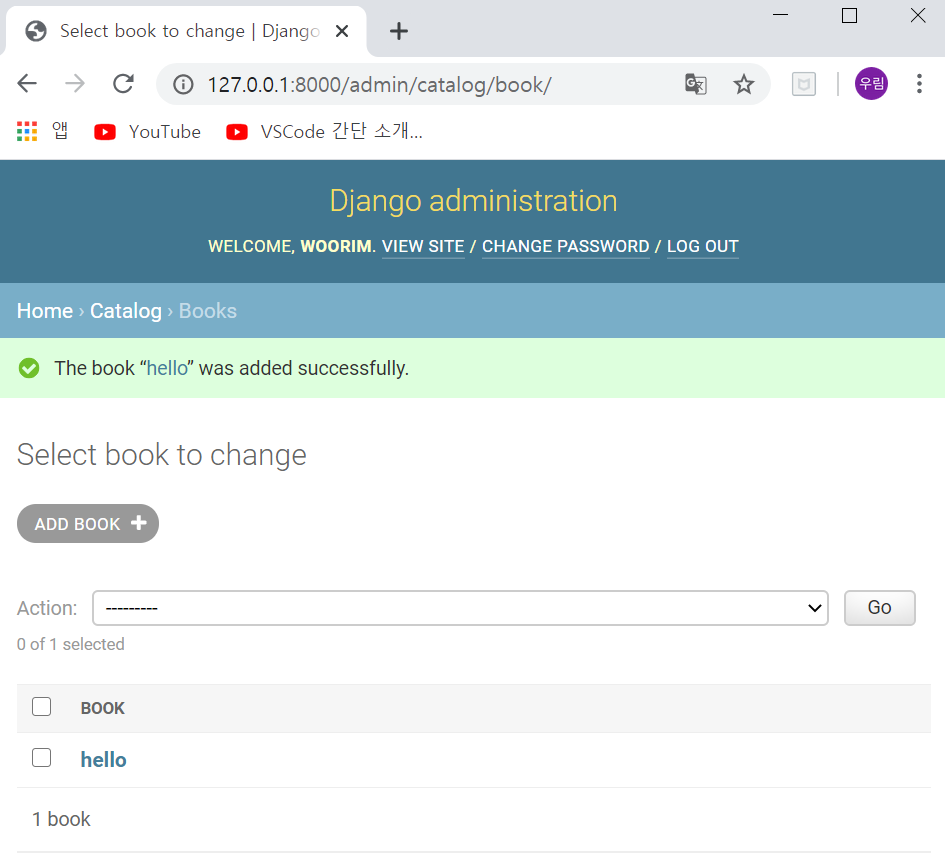 Select book to change | Django
127.0.0.1:8000/admin/catalog/book/
우림
앱 YouTube VSCode 간단 소개...
Django administration
WELCOME, WOORIM. VIEW SITE / CHANGE PASSWORD / LOG OUT
Home › Catalog › Books
The book “hello” was added successfully.
Select book to change
ADD BOOK
Action: --------- Go
0 of 1 selected
BOOK
hello
1 book